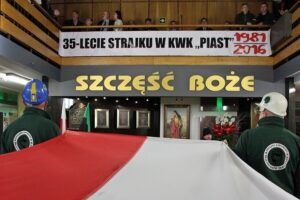 35-LECIE STRAJKU W KWK „PIAST” 1981
2016
SZCZĘŚĆ BOŻE